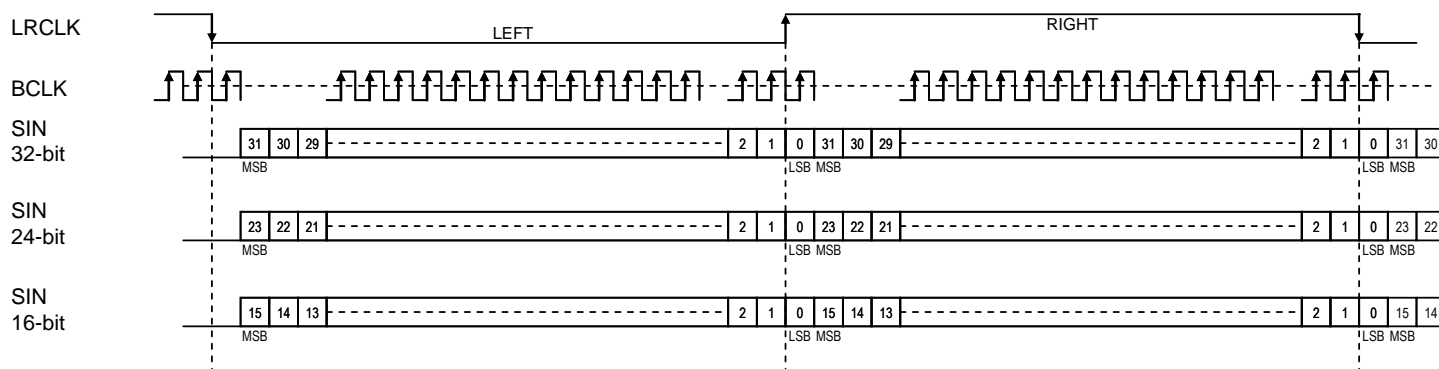 LRCLK
LEFT
RIGHT
BCLK
SIN
32-bit
31 30 29 2 1 0 31 30 29 2 1 0 31 30
MSB LSB MSB LSB MSB
SIN
24-bit
23 22 21 2 1 0 23 22 21 2 1 0 23 22
MSB LSB MSB LSB MSB
SIN
16-bit
15 14 13 2 1 0 15 14 13 2 1 0 15 14
MSB LSB MSB LSB MSB